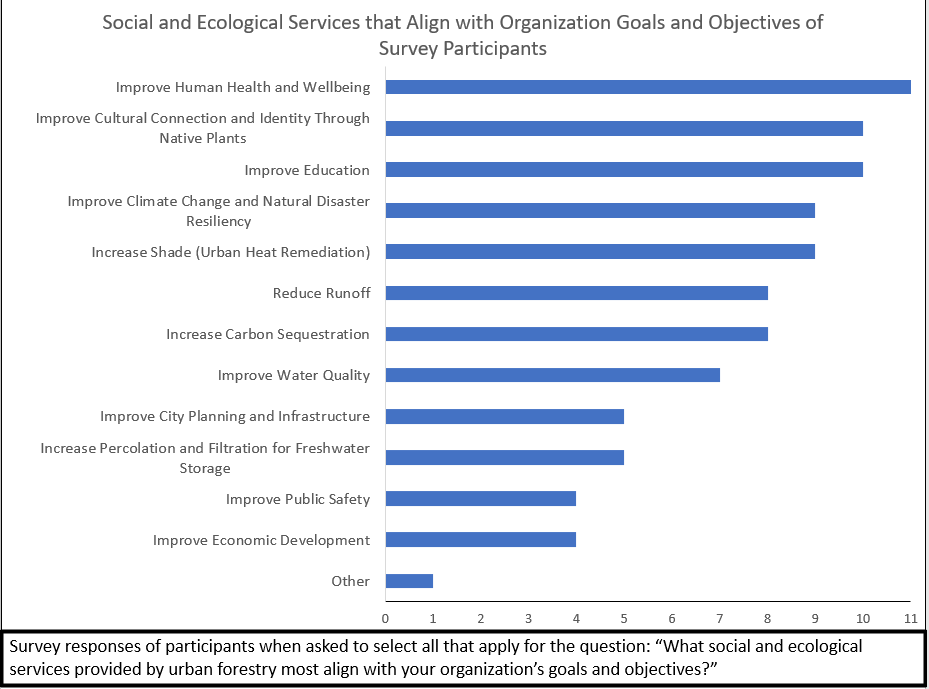 Social and Ecological Services that Align with Organization Goals and Objectives of
Survey Participants
Improve Human Health and Wellbeing
Improve Cultural Connection and Identity Through
Native Plants
Improve Education
Improve Climate Change and Natural Disaster
Resiliency
Increase Shade (Urban Heat Remediation)
Reduce Runoff
Increase Carbon Sequestration
Improve Water Quality
Improve City Planning and Infrastructure
Increase Percolation and Filtration for Freshwater
Storage
Improve Public Safety
Improve Economic Development
Other
0 1 2 3 4 5 6 7 8 9 10 11
Survey responses of participants when asked to select all that apply for the question: “What social and ecological
services provided by urban forestry most align with your organization’s goals and objectives?”